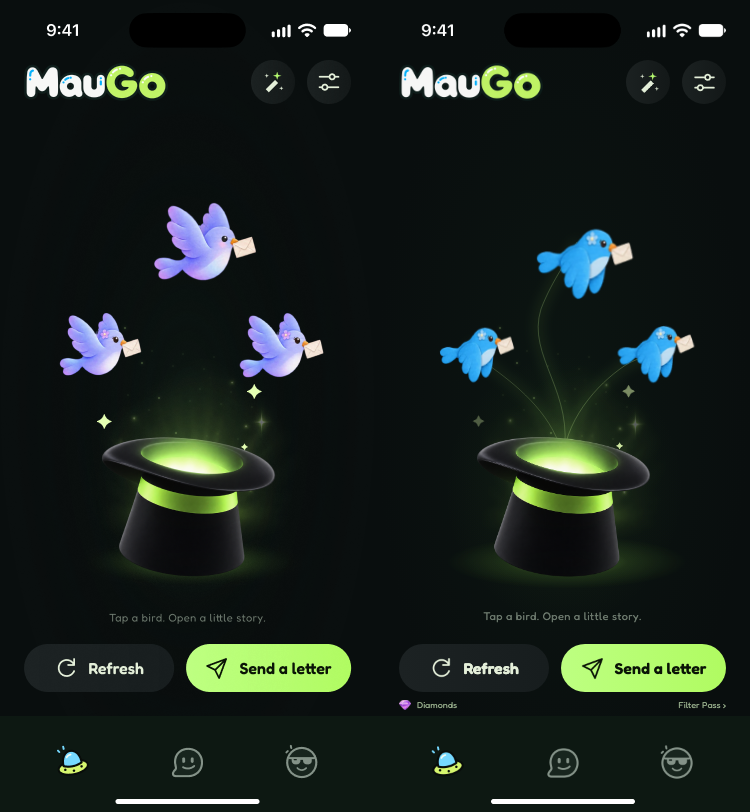 9:41
MauGo
Tap a bird. Open a little story.
Refresh
Send a letter
9:41
MauGo
Tap a bird. Open a little story.
Refresh
Send a letter
Diamonds
Filter Pass ›